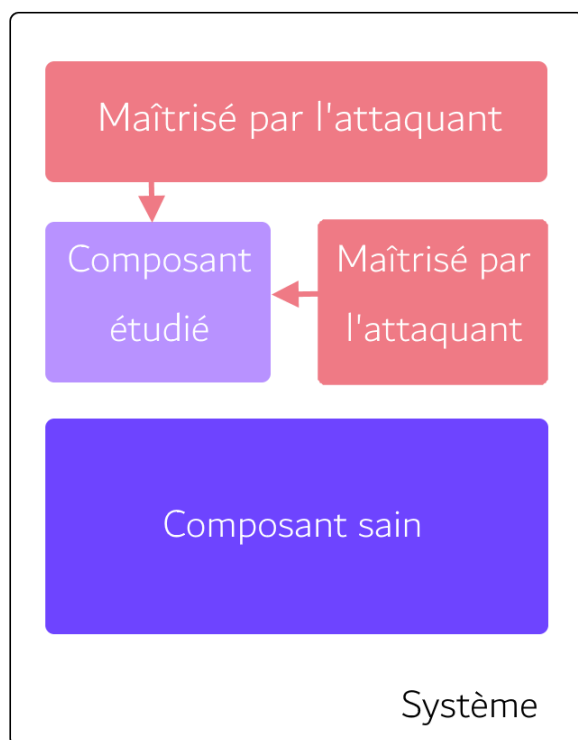 Maîtrisé par l'attaquant
Composant
étudié
Maîtrisé par
l'attaquant
Composant sain
Système